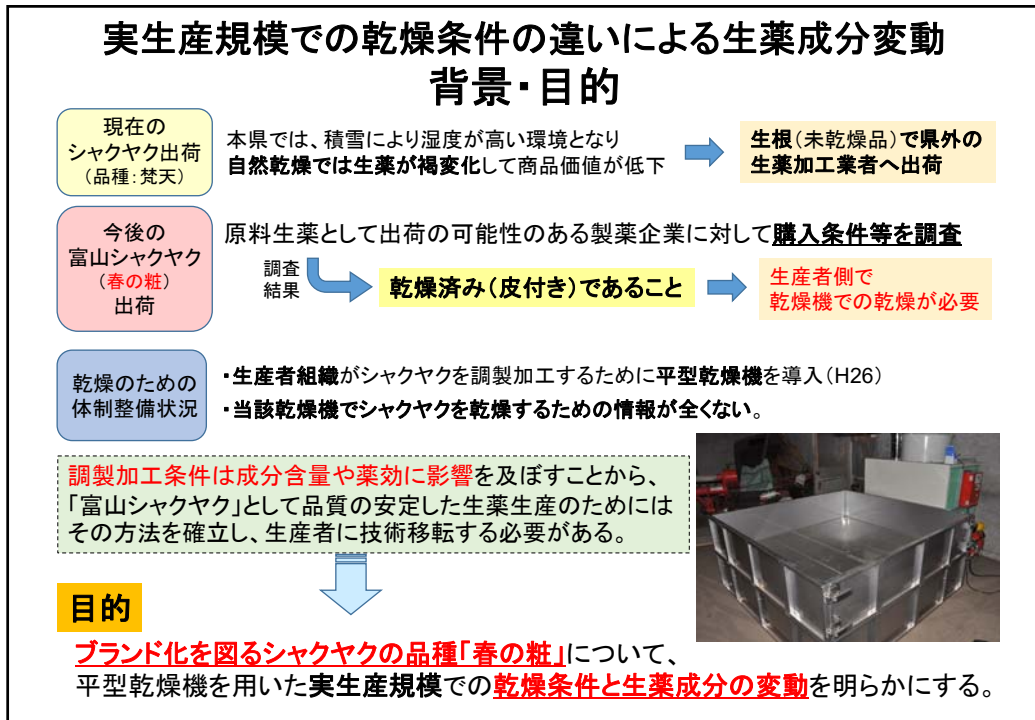 実生産規模での乾燥条件の違いによる生薬成分変動
背景・目的
現在の
シャクヤク出荷
(品種：梵天)
本県では、積雪により湿度が高い環境となり
自然乾燥では生薬が褐変化して商品価値が低下
生根(未乾燥品)で県外の
生薬加工業者へ出荷
今後の
富山シャクヤク
(春の粧)
出荷
原料生薬として出荷の可能性のある製薬企業に対して購入条件等を調査
調査
結果
乾燥済み(皮付き)であること
生産者側で
乾燥機での乾燥が必要
乾燥のための
体制整備状況
・生産者組織がシャクヤクを調製加工するために平型乾燥機を導入(H26)
・当該乾燥機でシャクヤクを乾燥するための情報が全くない。
調製加工条件は成分含量や薬効に影響を及ぼすことから、
「富山シャクヤク」として品質の安定した生薬生産のためには
その方法を確立し、生産者に技術移転する必要がある。
目的
ブランド化を図るシャクヤクの品種「春の粧」について、
平型乾燥機を用いた実生産規模での乾燥条件と生薬成分の変動を明らかにする。